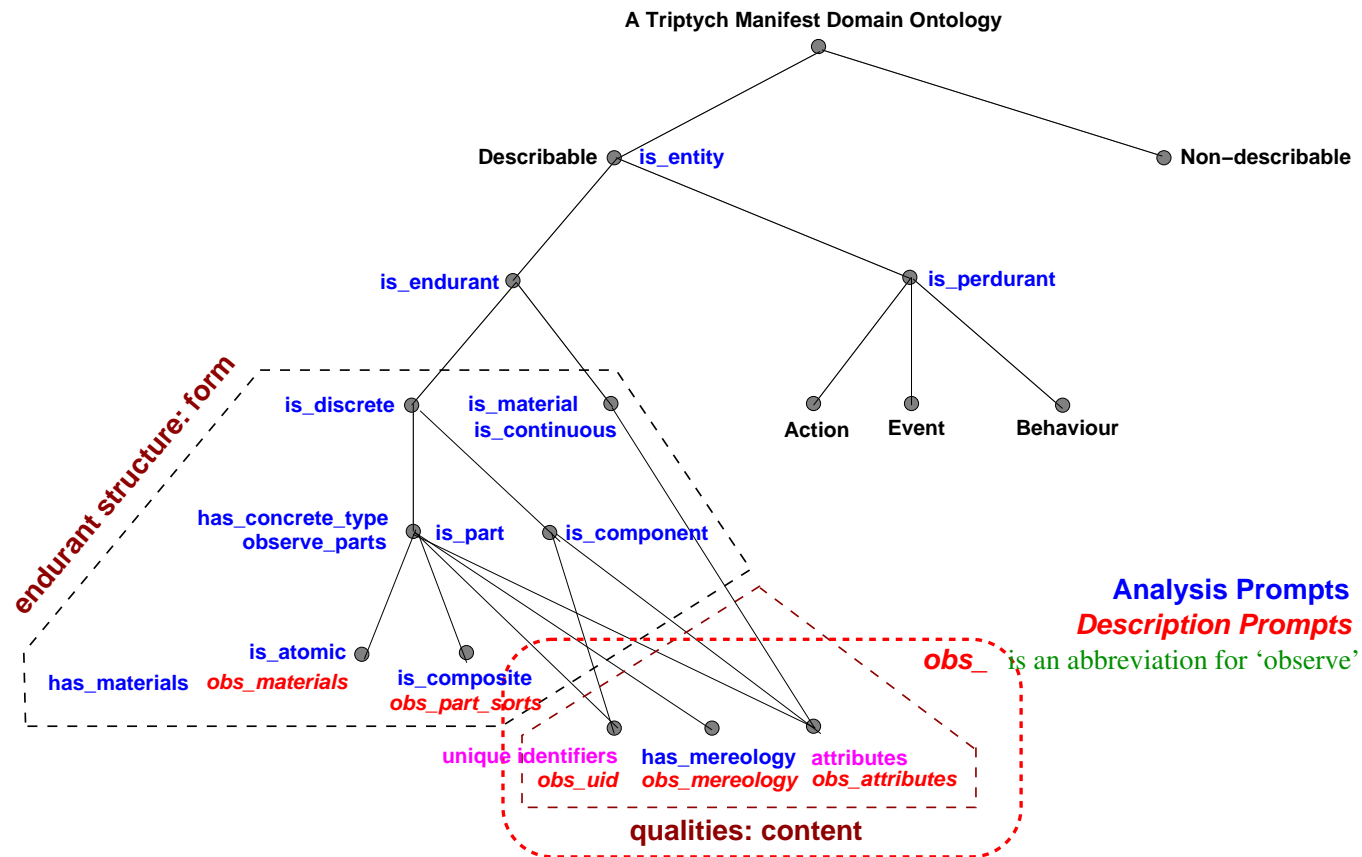 A Triptych Manifest Domain Ontology
Describable
is_entity
Non−describable
is_endurant
is_perdurant
endurant structure: form
is_discrete
is_material
is_continuous
Action
Event
Behaviour
has_concrete_type
observe_parts
is_part
is_component
Analysis Prompts
Description Prompts
obs_ is an abbreviation for ‘observe’
is_atomic
has_materials
obs_materials
is_composite
obs_part_sorts
unique identifiers
obs_uid
has_mereology
obs_mereology
attributes
obs_attributes
qualities: content